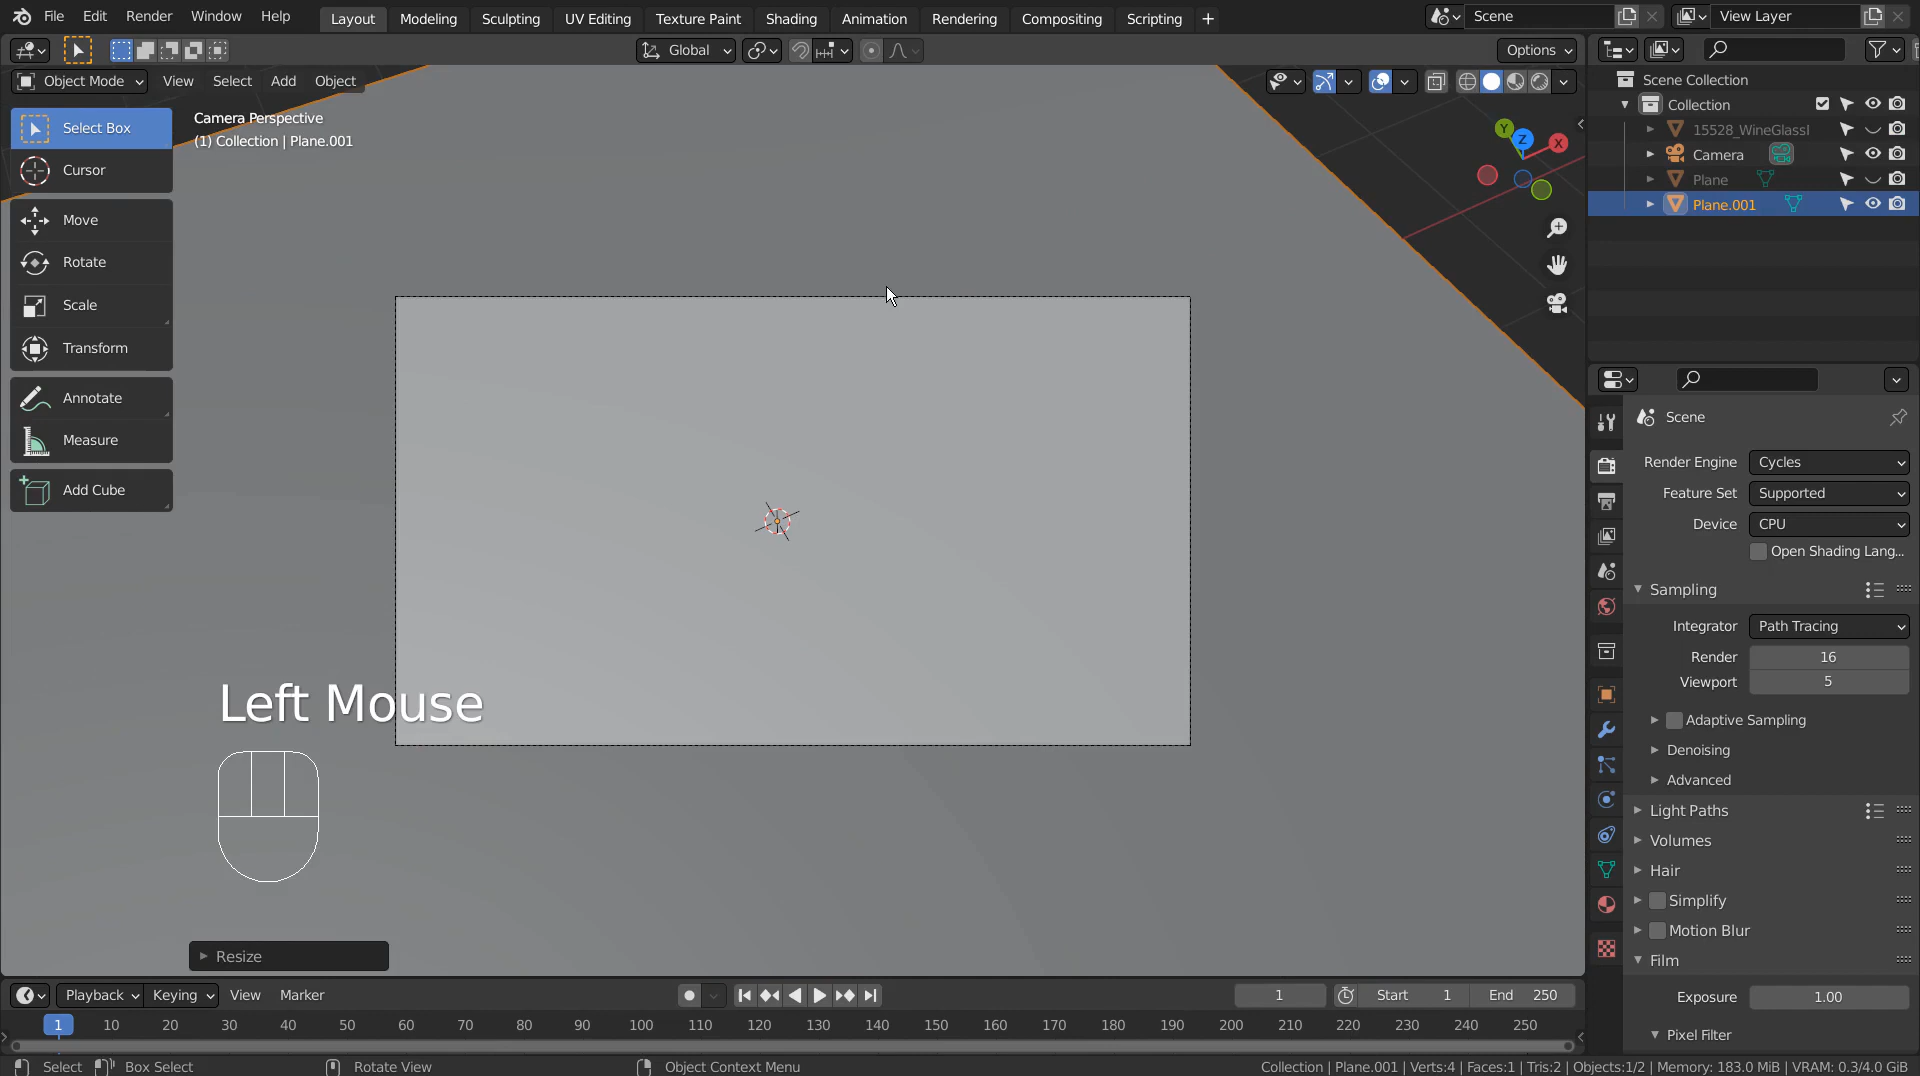 File Edit Render Window Help
Layout Modeling Sculpting UV Editing Texture Paint Shading Animation Rendering Compositing Scripting +
Scene
View Layer
Global
Options
Object Mode View Select Add Object
Scene Collection
Collection
15528_WineGlassI
Camera
Plane
Plane.001
Select Box
Cursor
Move
Rotate
Scale
Transform
Annotate
Measure
Add Cube
Camera Perspective
(1) Collection | Plane.001
Y
Z
X
Left Mouse
Resize
Scene
Render Engine Cycles
Feature Set Supported
Device CPU
Open Shading Lang...
Sampling
Integrator Path Tracing
Render 16
Viewport 5
Adaptive Sampling
Denoising
Advanced
Light Paths
Volumes
Hair
Simplify
Motion Blur
Film
Exposure 1.00
Pixel Filter
Playback Keying View Marker
1
Start 1
End 250
1 10 20 30 40 50 60 70 80 90 100 110 120 130 140 150 160 170 180 190 200 210 220 230 240 250
Select Box Select Rotate View Object Context Menu
Collection | Plane.001 | Verts:4 | Faces:1 | Tris:2 | Objects:1/2 | Memory: 183.0 MiB | VRAM: 0.3/4.0 GiB